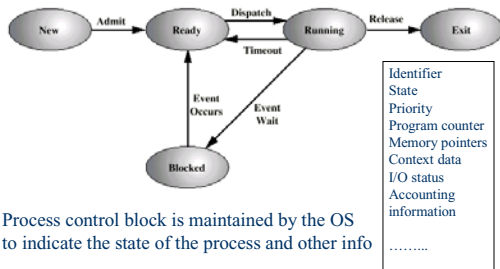 New
Admit
Ready
Dispatch
Timeout
Running
Release
Exit
Event
Occurs
Event
Wait
Blocked
Identifier
State
Priority
Program counter
Memory pointers
Context data
I/O status
Accounting
information
……...
Process control block is maintained by the OS
to indicate the state of the process and other info